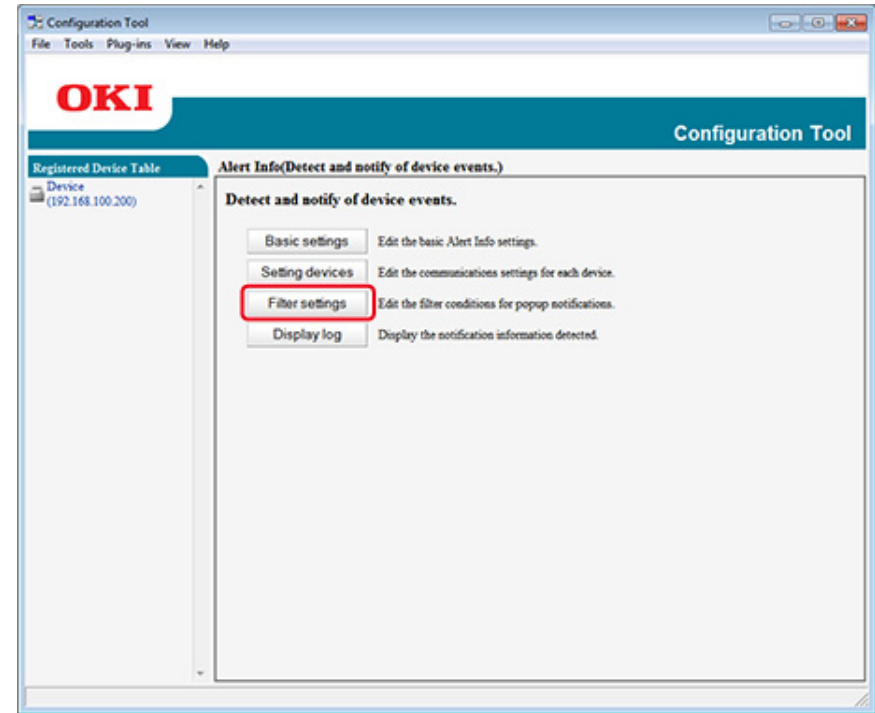 Configuration Tool
File Tools Plug-ins View Help
OKI
Configuration Tool
Registered Device Table
Device
(192.168.100.200)
Alert Info(Detect and notify of device events.)
Detect and notify of device events.
Basic settings Edit the basic Alert Info settings.
Setting devices Edit the communications settings for each device.
Filter settings Edit the filter conditions for popup notifications.
Display log Display the notification information detected.